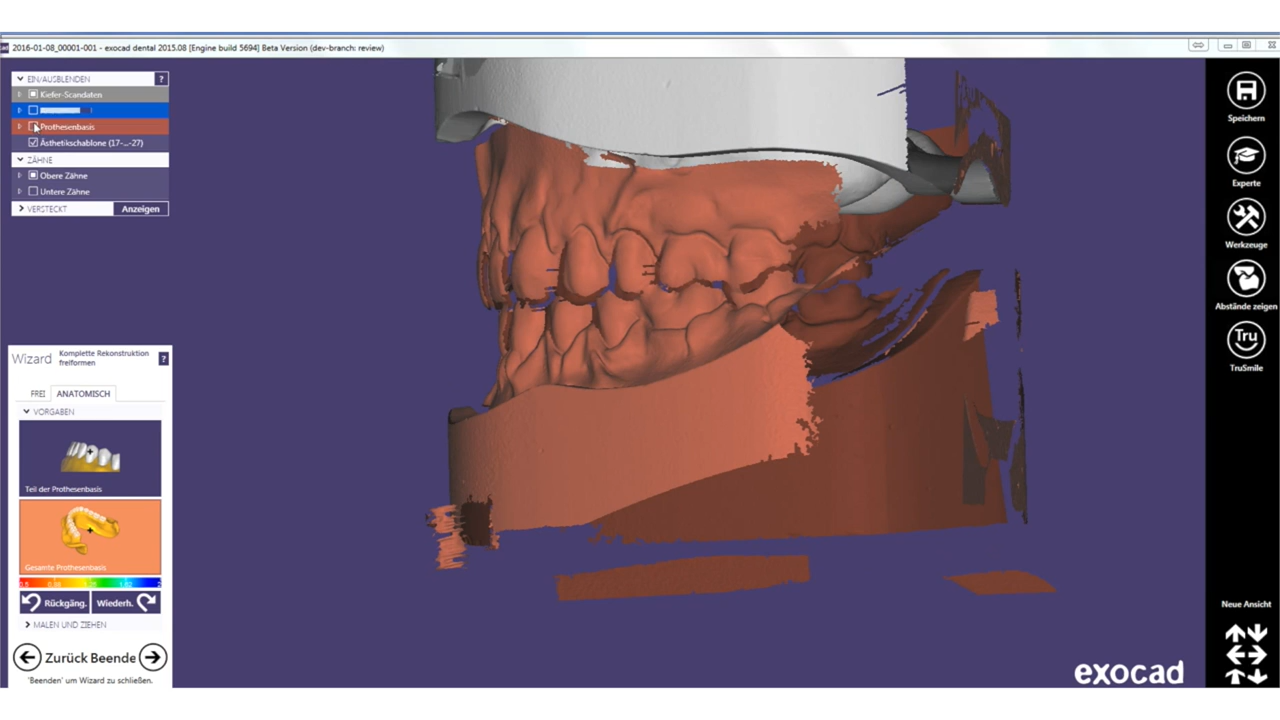 2016-01-08_00001-001 - exocad dental 2015.08 [Engine build 5694] Beta Version (dev-branch: review)
EIN/AUSBLENDEN ?
Kiefer-Scandaten
Prothesenbasis
Ästhetikschablone (17-...-27)
ZÄHNE
Obere Zähne
Untere Zähne
VERSTECKT Anzeigen
Speichern
Experte
Werkzeuge
Abstände zeigen
Tru
TruSmile
Wizard Komplette Rekonstruktion ?
freiformen
FREI ANATOMISCH
VORGABEN
Teil der Prothesenbasis
Gesamte Prothesenbasis
Rückgäng. Wiederh.
MALEN UND ZIEHEN
Zurück Beende
'Beenden' um Wizard zu schließen.
Neue Ansicht
exocad